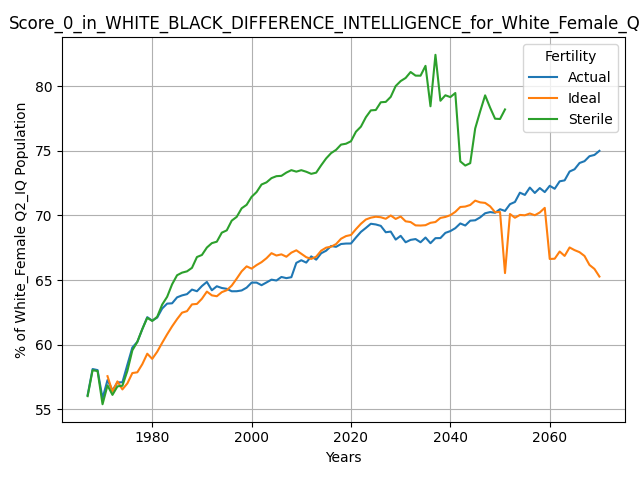 Score_0_in_WHITE_BLACK_DIFFERENCE_INTELLIGENCE_for_White_Female_Q
Fertility
Actual
Ideal
Sterile
% of White_Female Q2_IQ Population
80
75
70
65
60
55
1980
2000
2020
2040
2060
Years